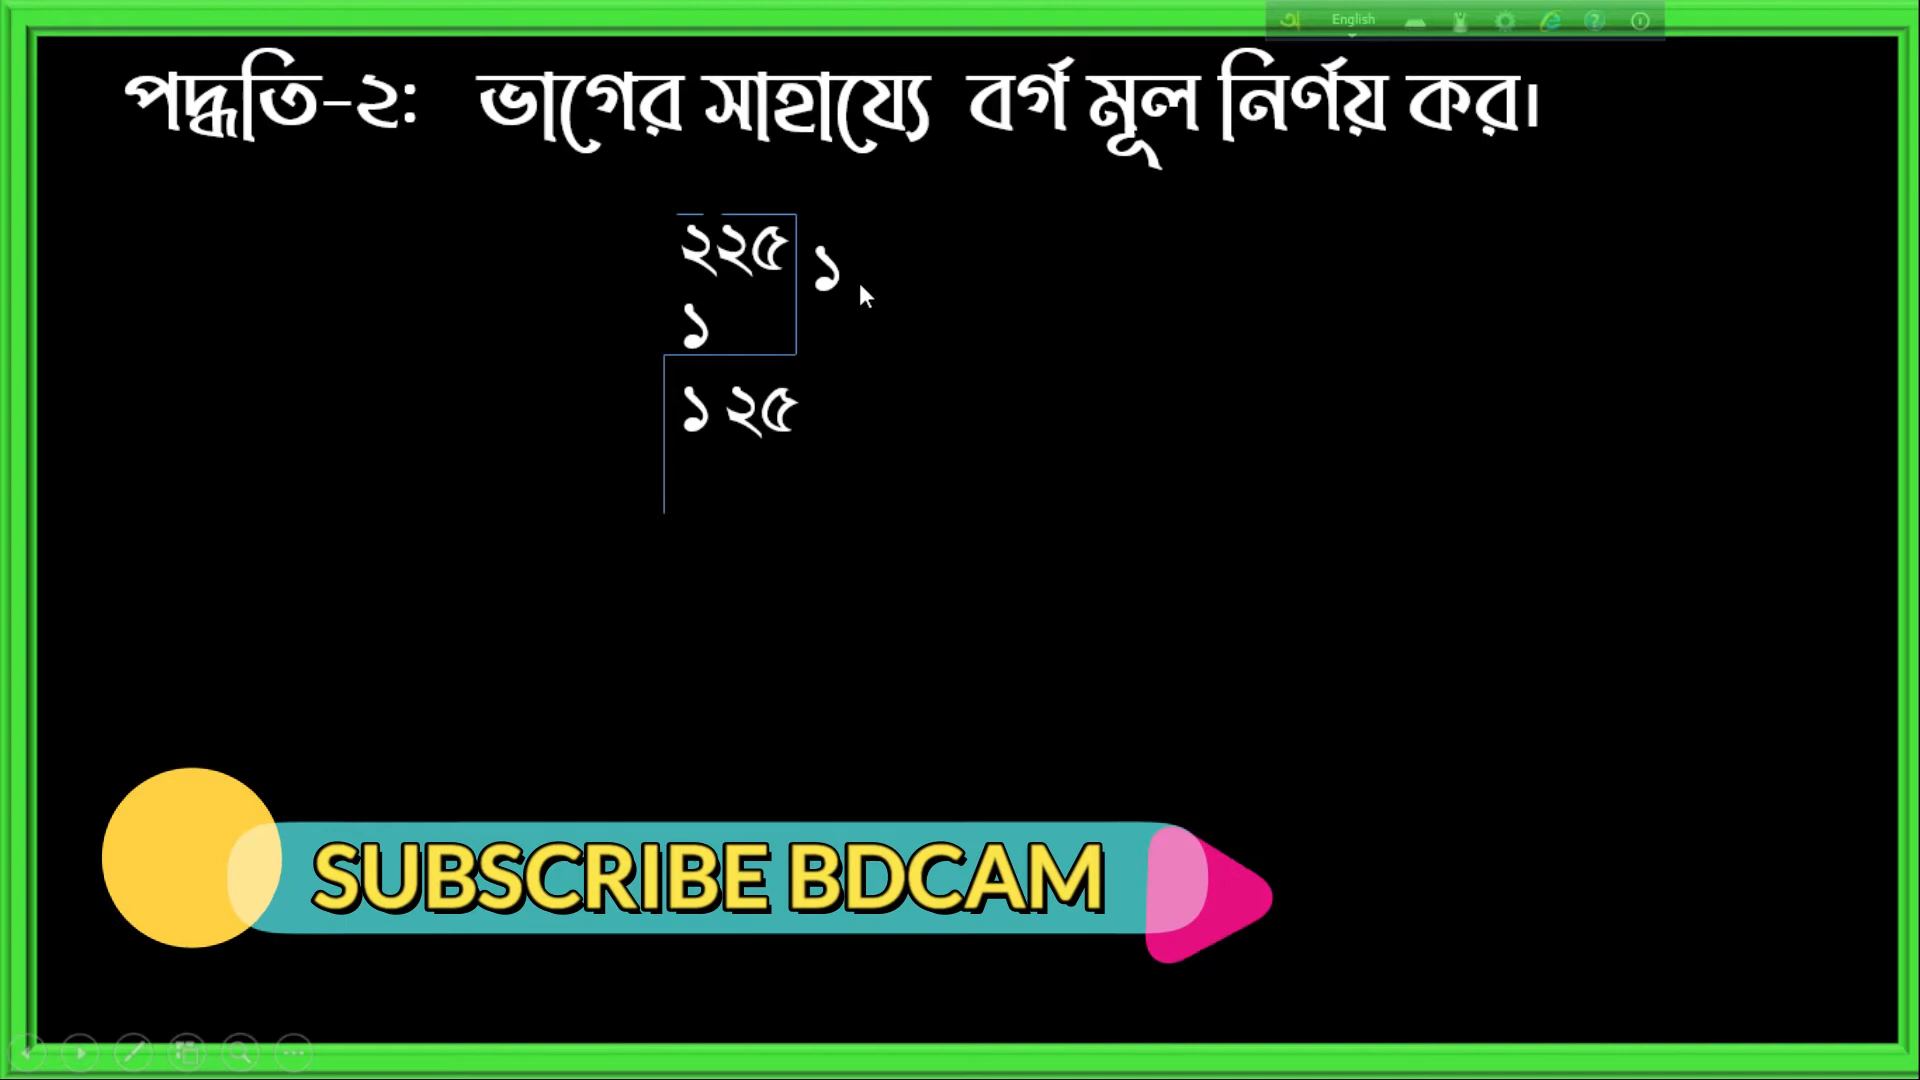 English
পদ্ধতি-২: ভাগের সাহায্যে বর্গ মূল নির্ণয় কর।
২২৫ ১
১
১ ২৫
SUBSCRIBE BDCAM